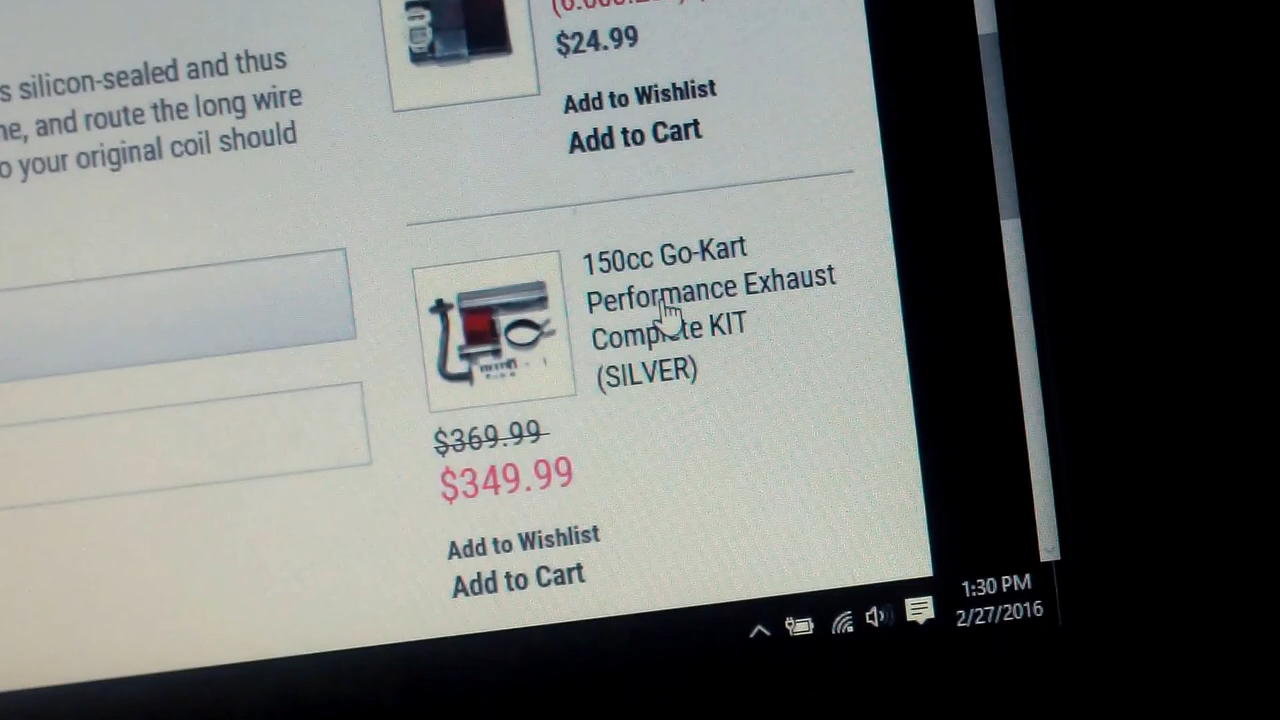 s silicon-sealed and thus
ne, and route the long wire
o your original coil should
$24.99
Add to Wishlist
Add to Cart
150cc Go-Kart
Performance Exhaust
Complete KIT
(SILVER)
$369.99
$349.99
Add to Wishlist
Add to Cart
1:30 PM
2/27/2016